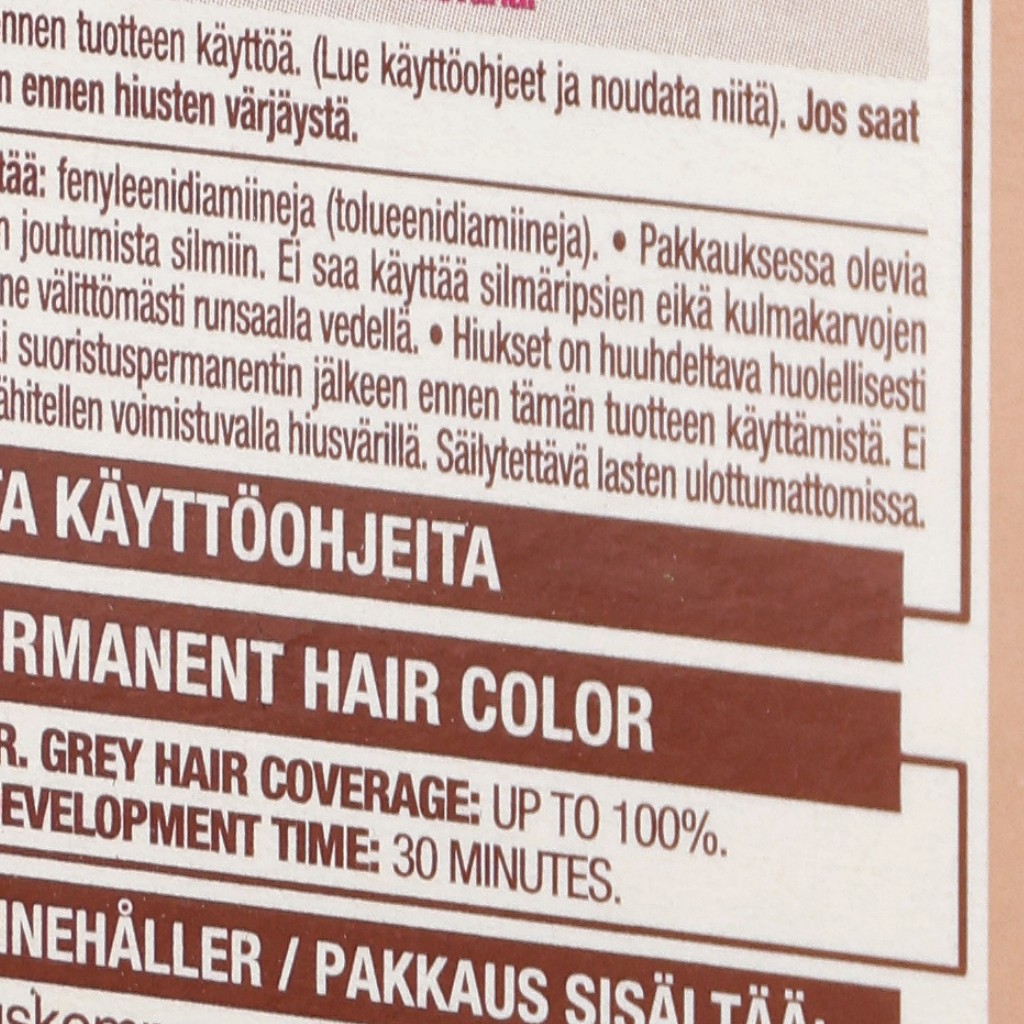 nnen tuotteen käyttöä. (Lue käyttöohjeet ja noudata niitä). Jos saat
n ennen hiusten värjäystä.
tää: fenyleenidiamiineja (tolueenidiamiineja). • Pakkauksessa olevia
n joutumista silmiin. Ei saa käyttää silmäripsien eikä kulmakarvojen
ne välittömästi runsaalla vedellä. • Hiukset on huuhdeltava huolellisesti
i suoristuspermanentin jälkeen ennen tämän tuotteen käyttämistä. Ei
ähitellen voimistuvalla hiusvärillä. Säilytettävä lasten ulottumattomissa.
TA KÄYTTÖOHJEITA
RMANENT HAIR COLOR
R. GREY HAIR COVERAGE: UP TO 100%.
EVELOPMENT TIME: 30 MINUTES.
INNEHÅLLER / PAKKAUS SISÄLTÄÄ: